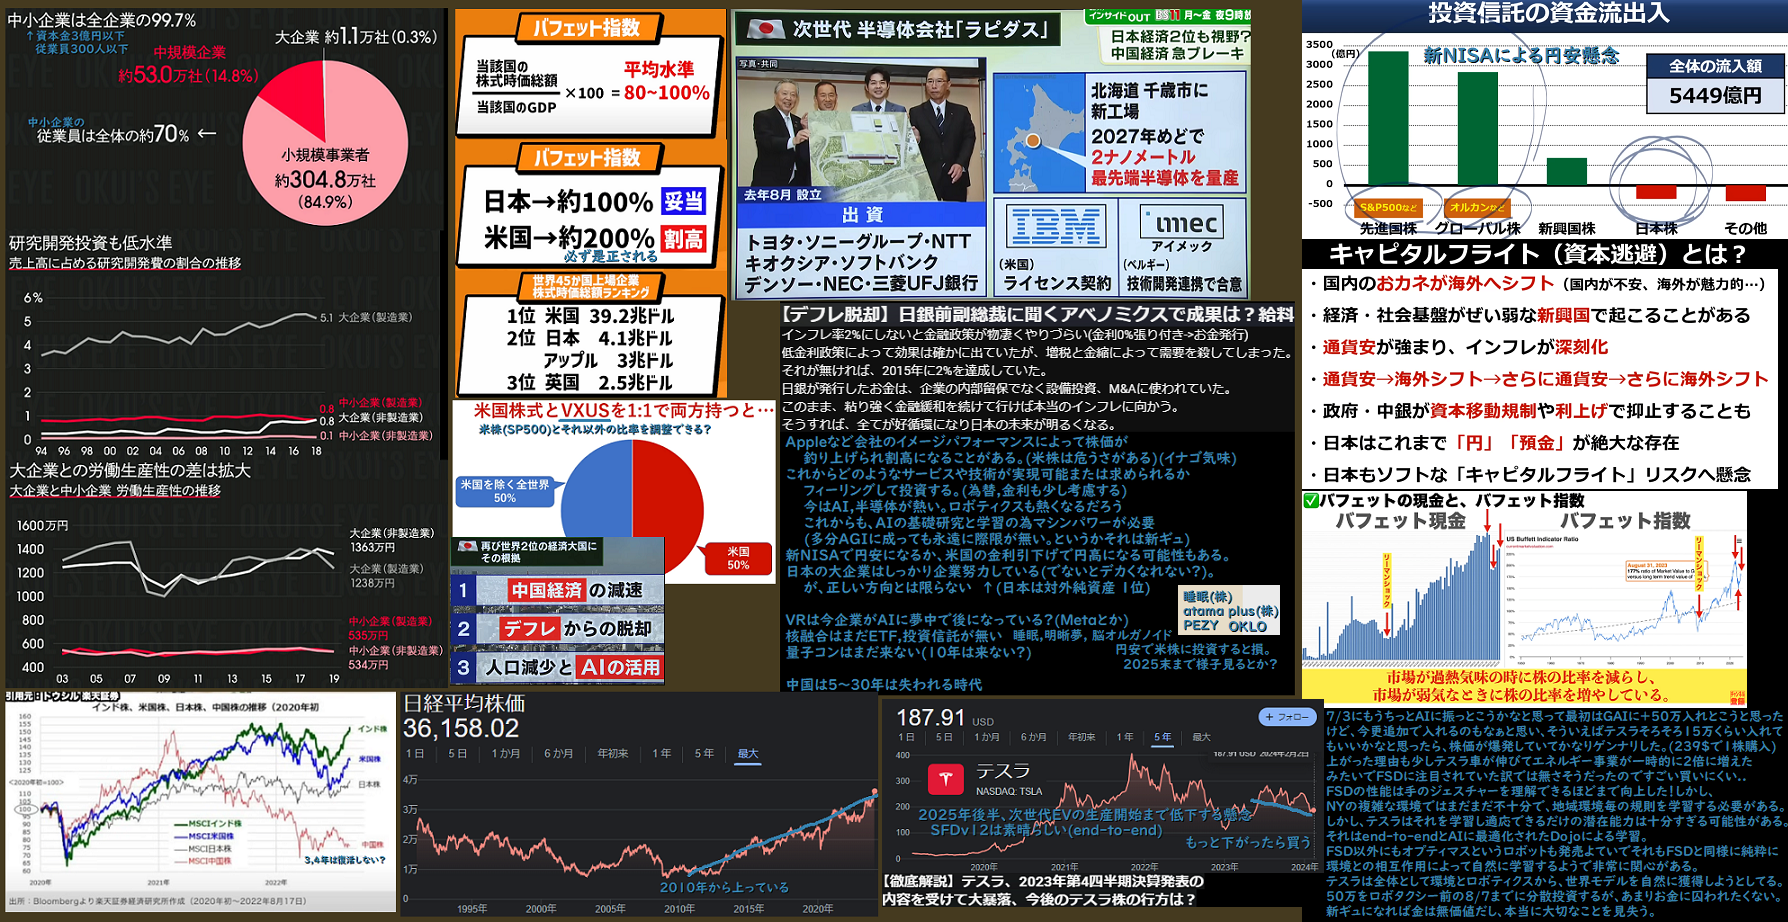 中小企業は全企業の99.7%
↑資本金3億円以下
従業員300人以下
中規模企業
約53.0万社(14.8%)
大企業 約1.1万社(0.3%)
中小企業の
従業員は全体の約70% ←
小規模事業者
約304.8万社
(84.9%)
研究開発投資も低水準
売上高に占める研究開発費の割合の推移
6%
5
4
3
2
1
0
5.1 大企業(製造業)
0.8 中小企業(製造業)
0.8 大企業(非製造業)
0.1 中小企業(非製造業)
94 96 98 00 02 04 06 08 10 12 14 16 18
大企業との労働生産性の差は拡大
大企業と中小企業 労働生産性の推移
1600万円
1400
1200
1000
800
600
400
大企業(非製造業)
1363万円
大企業(製造業)
1238万円
中小企業(製造業)
535万円
中小企業(非製造業)
534万円
03 05 07 09 11 13 15 17 19
バフェット指数
当該国の
株式時価総額
当該国のGDP
×100 = 平均水準
80~100%
バフェット指数
日本→約100% 妥当
米国→約200% 割高
必ず是正される
世界45か国上場企業
株式時価総額ランキング
1位 米国 39.2兆ドル
2位 日本 4.1兆ドル
アップル 3兆ドル
3位 英国 2.5兆ドル
米国株式とVXUSを1:1で両方持つと…
米株(SP500)とそれ以外の比率を調整できる?
米国を除く全世界
50%
米国
50%
再び世界2位の経済大国に
その根拠
1 中国経済の減速
2 デフレからの脱却
3 人口減少とAIの活用
次世代 半導体会社「ラピダス」
インサイドOUT BS11 月～金 夜9時放
日本経済2位も視野?
中国経済 急ブレーキ
写真・共同
去年8月 設立
出資
トヨタ・ソニーグループ・NTT
キオクシア・ソフトバンク
デンソー・NEC・三菱UFJ銀行
北海道 千歳市に
新工場
2027年めどで
2ナノメートル
最先端半導体を量産
IBM
(米国)
ライセンス契約
imec
アイメック
(ベルギー)
技術開発連携で合意
【デフレ脱却】日銀前副総裁に聞くアベノミクスで成果は?給料
インフレ率2%にしないと金融政策が物凄くやりづらい(金利0%張り付き->お金発行)
低金利政策によって効果は確かに出ていたが、増税と金縮によって需要を殺してしまった。
それが無ければ、2015年に2%を達成していた。
日銀が発行したお金は、企業の内部留保でなく設備投資、M&Aに使われていた。
このまま、粘り強く金融緩和を続けて行けば本当のインフレに向かう。
そうすれば、全てが好循環になり日本の未来が明るくなる。
Appleなど会社のイメージパフォーマンスによって株価が
釣り上げられ割高になることがある。(米株は危うさがある)(イナゴ気味)
これからどのようなサービスや技術が実現可能または求められるか
フィーリングして投資する。(為替,金利も少し考慮する)
今はAI,半導体が熱い。ロボティクスも熱くなるだろう
これからも、AIの基礎研究と学習の為マシンパワーが必要
(多分AGIに成っても永遠に際限が無い。というかそれは新ギュ)
新NISAで円安になるか、米国の金利引下げで円高になる可能性もある。
日本の大企業はしっかり企業努力している(でないとデカくなれない?)。
が、正しい方向とは限らない ↑(日本は対外純資産 1位)
睡眠(株)
atama plus(株)
PEZY OKLO
VRは今企業がAIに夢中で後になっている?(Metaとか)
核融合はまだETF,投資信託が無い 睡眠,明晰夢,脳オルガノイド
量子コンはまだ来ない(10年は来ない?)
円安で米株に投資すると損。
2025末まで様子見るとか?
中国は5～30年は失われる時代
投資信託の資金流出入
3500
(億円)
3000
2500
2000
1500
1000
500
0
-500
新NISAによる円安懸念
全体の流入額
5449億円
S&P500など
オルカンなど
先進国株 グローバル株 新興国株 日本株 その他
キャピタルフライト(資本逃避)とは?
・国内のおカネが海外へシフト(国内が不安、海外が魅力的…)
・経済・社会基盤がぜい弱な新興国で起こることがある
・通貨安が強まり、インフレが深刻化
・通貨安→海外シフト→さらに通貨安→さらに海外シフト
・政府・中銀が資本移動規制や利上げで抑止することも
・日本はこれまで「円」「預金」が絶大な存在
・日本もソフトな「キャピタルフライト」リスクへ懸念
✅バフェットの現金と、バフェット指数
バフェット現金
リーマンショック
バフェット指数
US Buffett Indicator Ratio
August 31, 2023
リーマンショック
市場が過熱気味の時に株の比率を減らし、
市場が弱気なときに株の比率を増やしている。
登録
引用元：トウシル楽天証券
インド株、米国株、日本株、中国株の推移(2020年初
160
155
150
145
140
135
130
125
<2020年初=100>
110
105
100
95
90
85
80
75
70
65
60
インド株
米国株
日本株
中国株
MSCIインド株
MSCI米国株
MSCI日本株
MSCI中国株
3,4年は復活しない?
2020年 2021年 2022年
出所：Bloombergより楽天証券経済研究所作成(2020年初～2022年8月17日)
日経平均株価
36,158.02
1日 5日 1か月 6か月 年初来 1年 5年 最大
4万
3万
2万
1万
0
2010年から上っている
1995年 2000年 2005年 2010年 2015年 2020年
187.91 USD
+ フォロー
1日 5日 1か月 6か月 年初来 1年 5年 最大
187.91 USD 2024年2月2日
400
300
200
100
0
テスラ
NASDAQ: TSLA
2025年後半、次世代EVの生産開始まで低下する懸念
SFDv12は素晴らしい(end-to-end)
もっと下がったら買う
2020年 2021年 2022年 2023年 2024年
【徹底解説】テスラ、2023年第4四半期決算発表の
内容を受けて大暴落、今後のテスラ株の行方は?
7/3にもうちっとAIに振っとこうかなと思って最初はGAIに+50万入れとこうと思った
けど、今更追加で入れるのもなぁと思い、そういえばテスラそろそろ15万くらい入れて
もいいかなと思ったら、株価が爆発していてかなりゲンナリした。(239$で1株購入)
上がった理由も少しテスラ車が伸びてエネルギー事業が一時的に2倍に増えた
みたいでFSDに注目されていた訳では無さそうだったのですごい買いにくい。.
FSDの性能は手のジェスチャーを理解できるほどまで向上した!しかし、
NYの複雑な環境ではまだまだ不十分で、地域環境毎の規則を学習する必要がある。
しかし、テスラはそれを学習し適応できるだけの潜在能力は十分すぎる可能性がある。
それはend-to-endとAIに最適化されたDojoによる学習。
FSD以外にもオプティマスというロボットも発売よていでそれもFSDと同様に純粋に
環境との相互作用によって自然に学習するようで非常に関心がある。
テスラは全体として環境とロボティクスから、世界モデルを自然に獲得しようとしてる。
50万をロボタクシー前の8/7までに分散投資するが、あまりお金に囚われたくない。
新ギュになれば金は無価値だし、本当に大切なことを見失う。